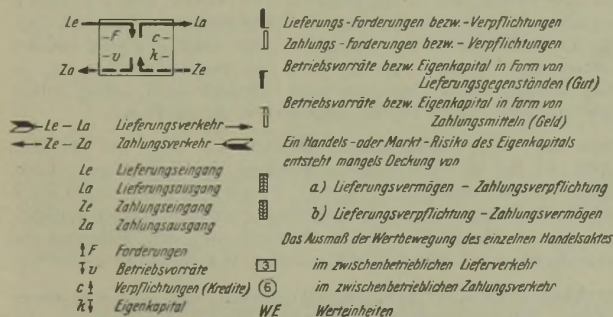 Le La
F c
v k
Za Ze
Le – La Lieferungsverkehr
Ze – Za Zahlungsverkehr
Le Lieferungseingang
La Lieferungsausgang
Ze Zahlungseingang
Za Zahlungsausgang
F Forderungen
v Betriebsvorräte
c Verpflichtungen (Kredite)
k Eigenkapital
Lieferungs-Forderungen bezw.-Verpflichtungen
Zahlungs-Forderungen bezw.-Verpflichtungen
Betriebsvorräte bezw. Eigenkapital in Form von
Lieferungsgegenständen (Gut)
Betriebsvorräte bezw. Eigenkapital in Form von
Zahlungsmitteln (Geld)
Ein Handels-oder Markt-Risiko des Eigenkapitals
entsteht mangels Deckung von
a) Lieferungsvermögen – Zahlungsverpflichtung
b) Lieferungsverpflichtung – Zahlungsvermögen
Das Ausmaß der Wertbewegung des einzelnen Handelsaktes
3 im zwischenbetrieblichen Lieferverkehr
6 im zwischenbetrieblichen Zahlungsverkehr
WE Werteinheiten